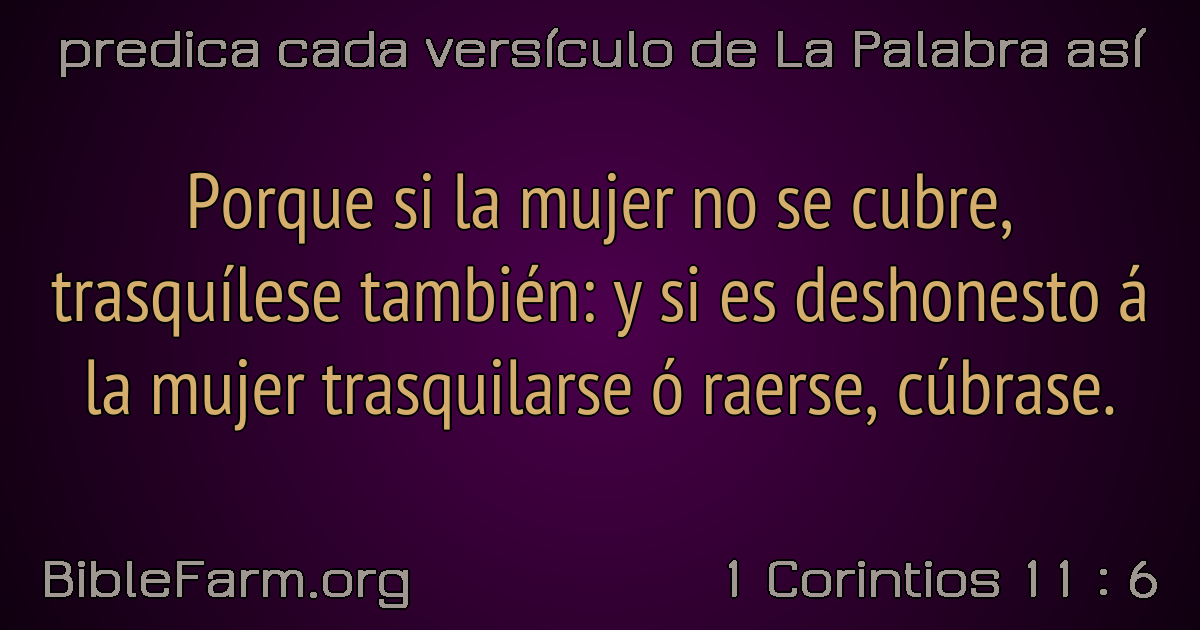 predica cada versículo de La Palabra así
Porque si la mujer no se cubre,
trasquílese también: y si es deshonesto á
la mujer trasquilarse ó raerse, cúbrase.
BibleFarm.org
1 Corintios 11 : 6